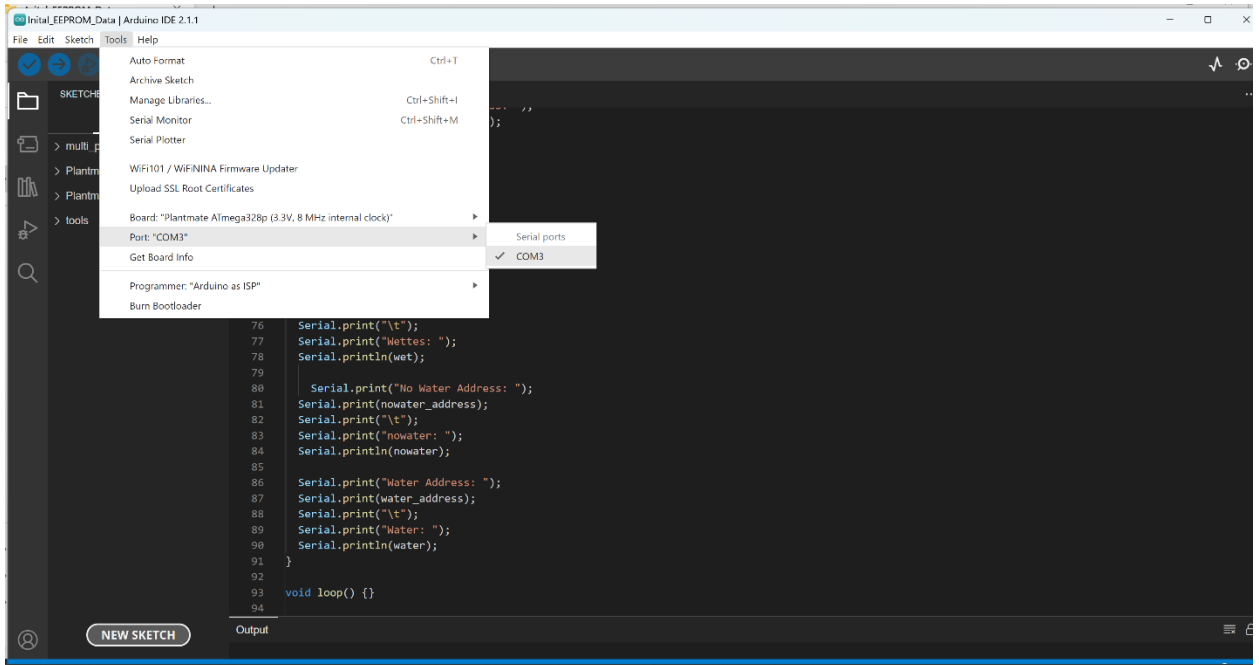 Inital_EEPROM_Data | Arduino IDE 2.1.1
File Edit Sketch Tools Help
Auto Format Ctrl+T
Archive Sketch
Manage Libraries... Ctrl+Shift+I
Serial Monitor Ctrl+Shift+M
Serial Plotter
WiFi101 / WiFiNINA Firmware Updater
Upload SSL Root Certificates
Board: "Plantmate ATmega328p (3.3V, 8 MHz internal clock)"
Port: "COM3"
Get Board Info
Programmer: "Arduino as ISP"
Burn Bootloader
Serial ports
COM3
SKETCHB
> multi_p
> Plantm
> Plantm
> tools
NEW SKETCH
");
);
76 Serial.print("\t");
77 Serial.print("Wettes: ");
78 Serial.println(wet);
79
80 Serial.print("No Water Address: ");
81 Serial.print(nowater_address);
82 Serial.print("\t");
83 Serial.print("nowater: ");
84 Serial.println(nowater);
85
86 Serial.print("Water Address: ");
87 Serial.print(water_address);
88 Serial.print("\t");
89 Serial.print("Water: ");
90 Serial.println(water);
91 }
92
93 void loop() {}
94
Output